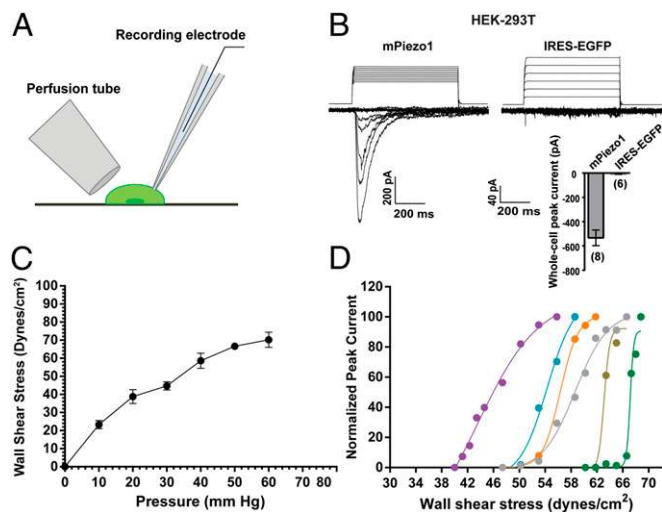 A
Recording electrode
Perfusion tube
B
HEK-293T
mPiezo1
IRES-EGFP
200 pA
200 ms
40 pA
200 ms
mPiezo1
IRES-EGFP
Whole-cell peak current (pA)
0
-200
-400
-600
-800
(6)
(8)
C
Wall Shear Stress (Dynes/cm²)
100
90
80
70
60
50
40
30
20
10
0
0 10 20 30 40 50 60 70 80
Pressure (mm Hg)
D
Normalized Peak Current
120
100
80
60
40
20
0
30 34 38 42 46 50 54 58 62 66 70
Wall shear stress (dynes/cm²)